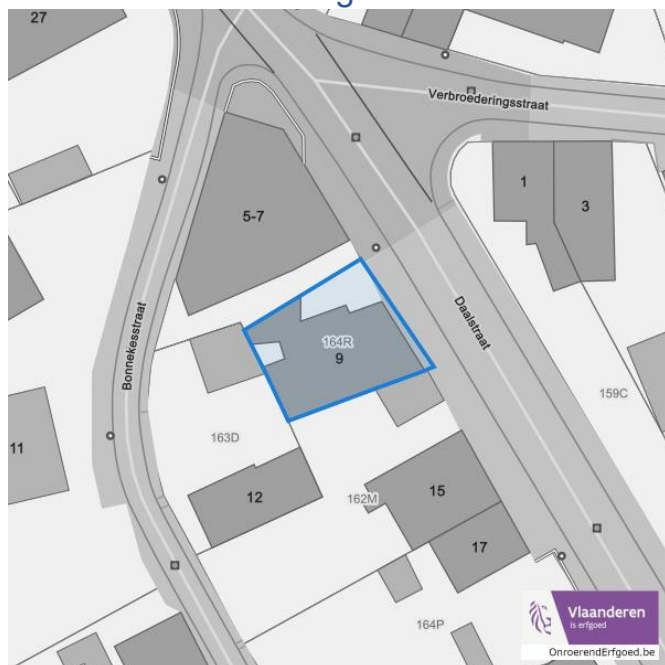 27
Verbroederingsstraat
1
3
5-7
Bonnekesstraat
Daalstraat
164R
9
159C
11
163D
12
162M
15
17
164P
Vlaanderen
is erfgoed
OnroerendErfgoed.be